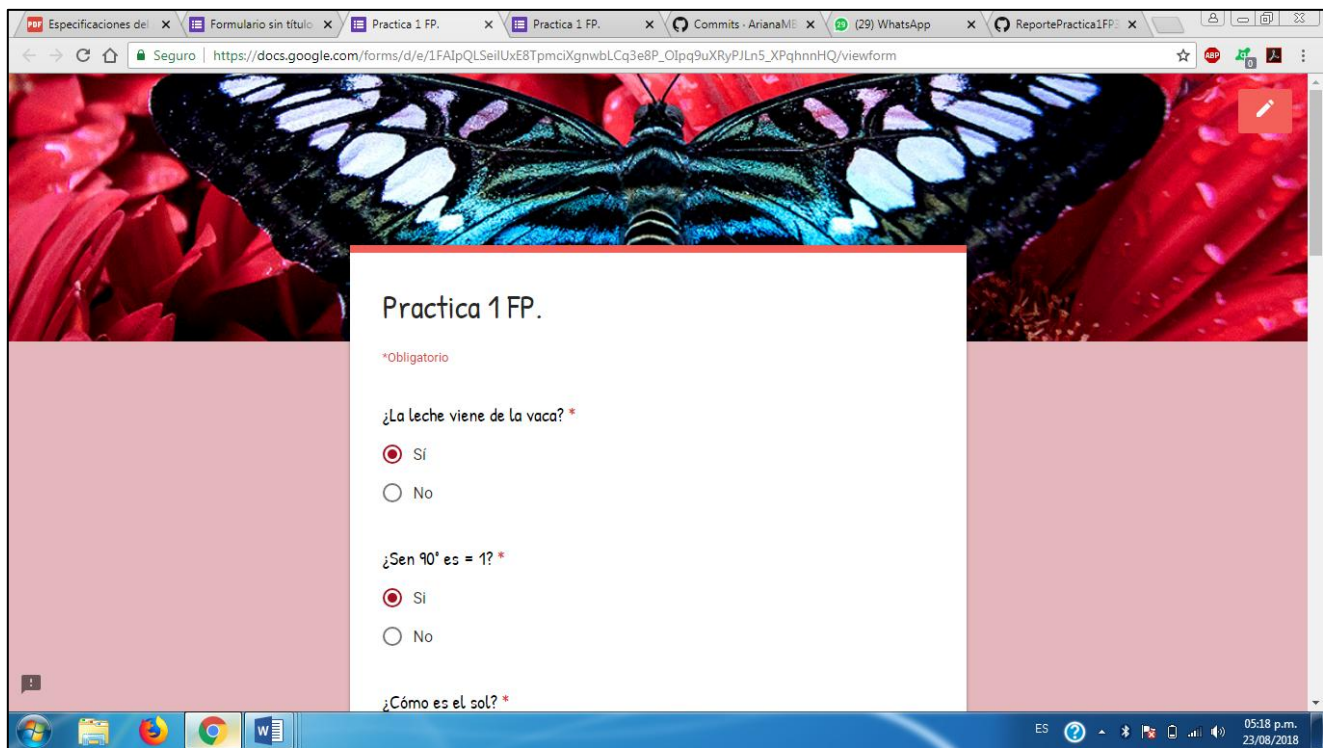 Especificaciones del
Formulario sin título
Practica 1 FP.
Practica 1 FP.
Commits · ArianaME
(29) WhatsApp
ReportePractica1FP
Seguro | https://docs.google.com/forms/d/e/1FAIpQLSeilUxE8TpmciXgnwbLCq3e8P_OIpq9uXRyPJLn5_XPqhnnHQ/viewform
Practica 1 FP.
*Obligatorio
¿La leche viene de la vaca? *
Sí
No
¿Sen 90° es = 1? *
Si
No
¿Cómo es el sol? *
ES
05:18 p.m.
23/08/2018